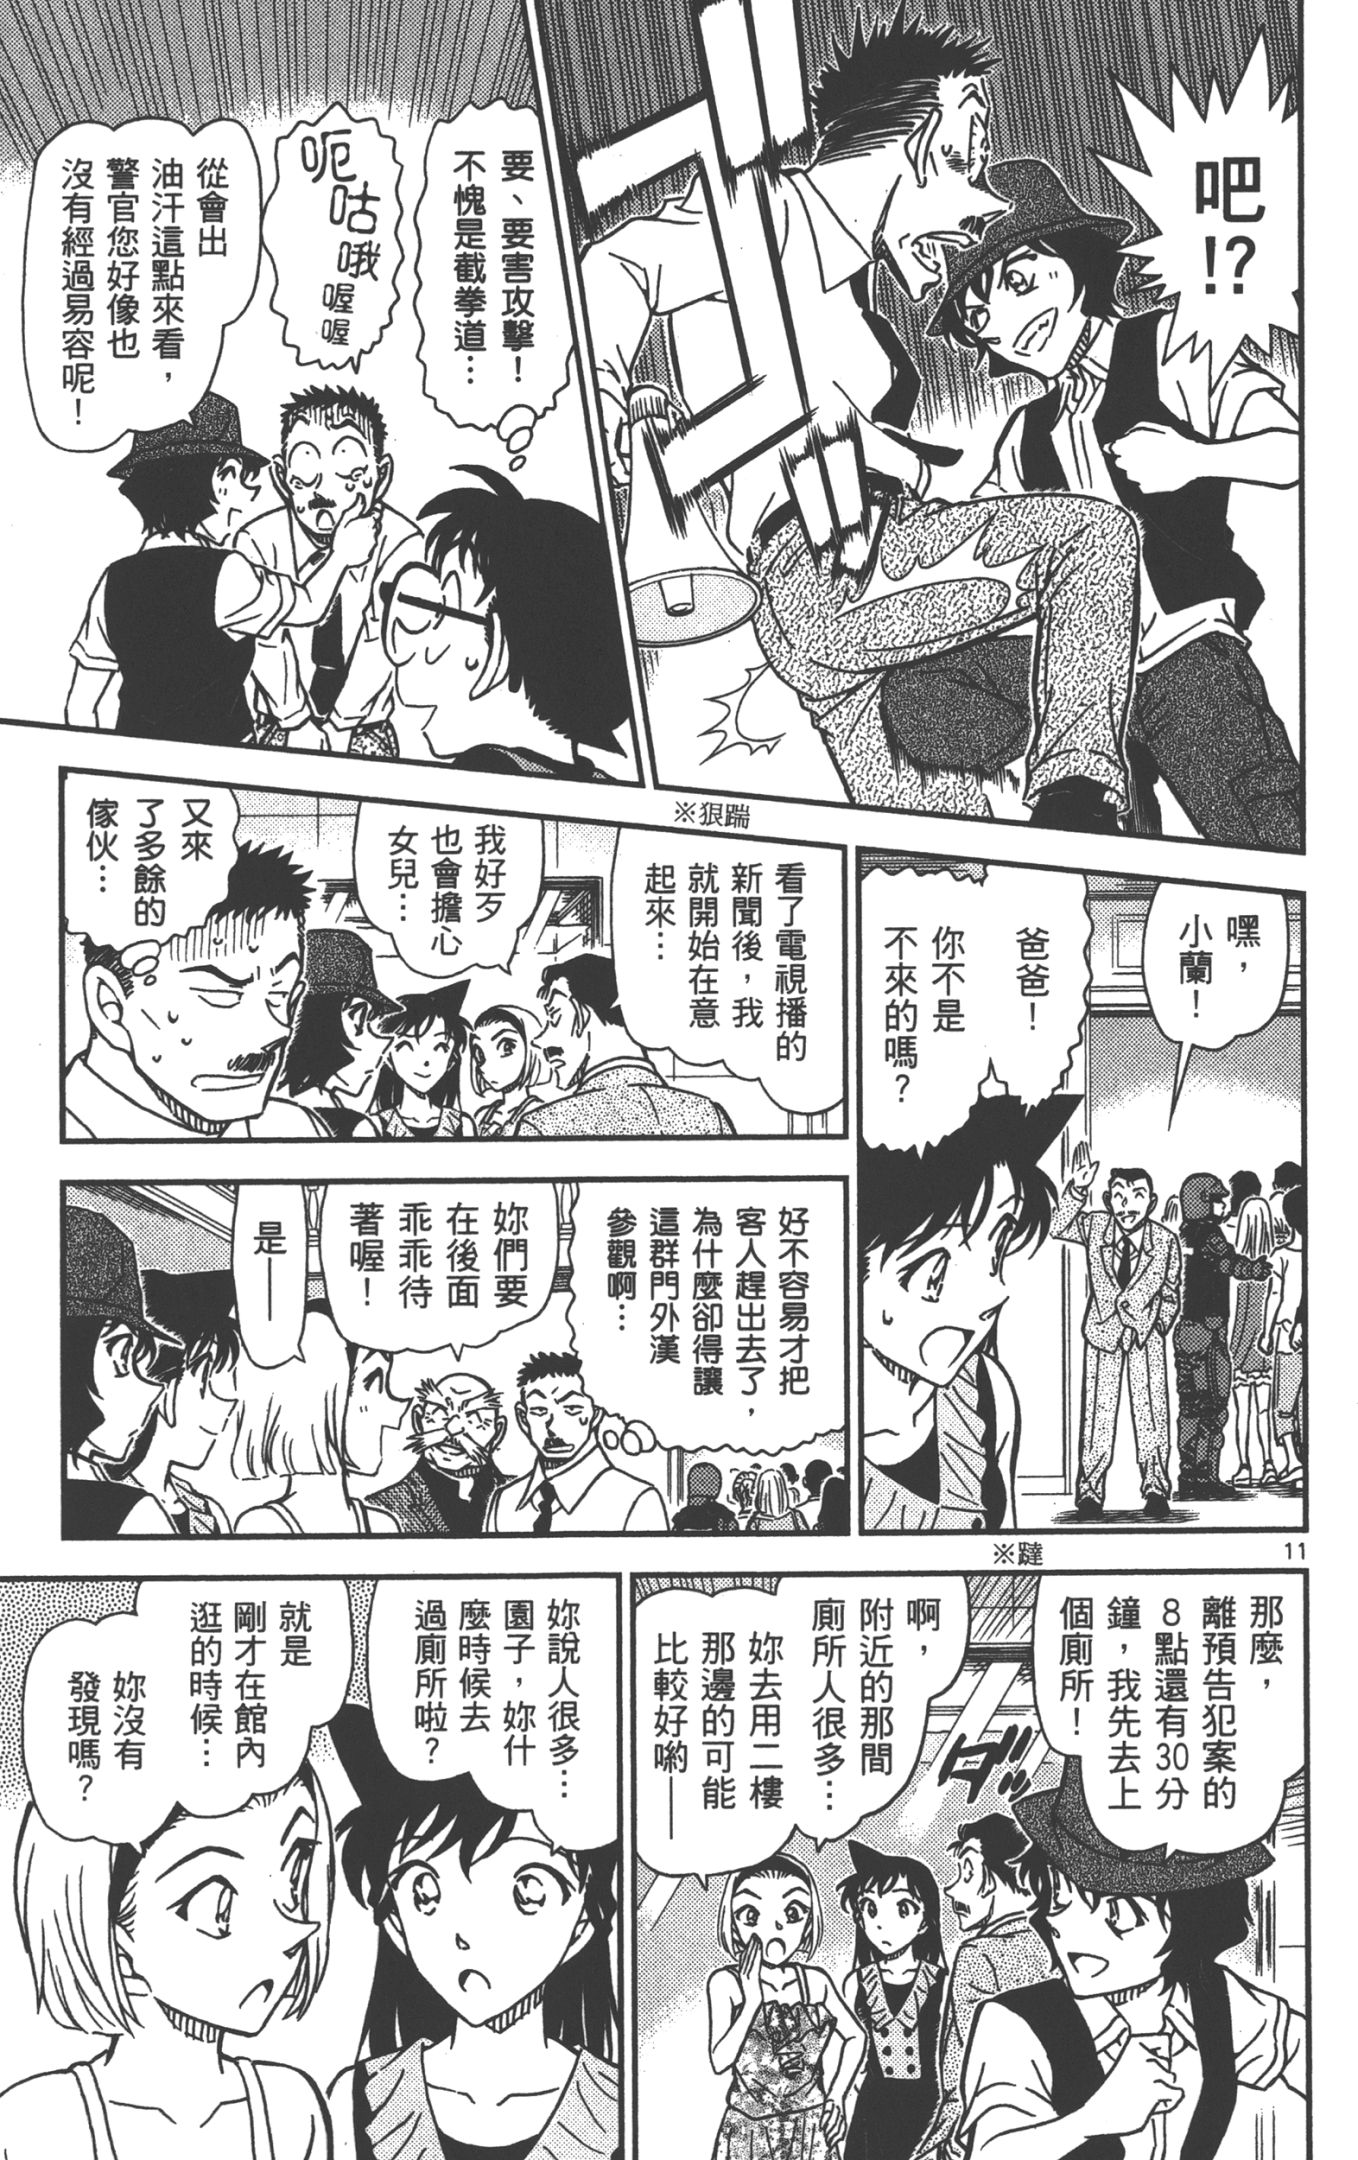 吧!?
要、要害攻擊！
不愧是截拳道…
呃咕哦
喔喔
從會出
油汗這點來看，
警官您好像也
沒有經過易容呢！
※狠踹
嘿，
小蘭！
爸爸！
你不是
不來的嗎？
看了電視播的
新聞後，我
就開始在意
起來…
我好歹
也會擔心
女兒…
又來
了多餘的
傢伙…
好不容易才把
客人趕出去了，
為什麼卻得讓
這群門外漢
參觀啊…
妳們要
在後面
乖乖待
著喔！
是——
※躂
11
那麼，
離預告犯案的
8點還有30分
鐘，我先去上
個廁所！
ダッ
啊，
附近的那間
廁所人很多…
妳去用二樓
那邊的可能
比較好喲——
妳說人很多…
園子，妳什
麼時候去
過廁所啦？
就是
剛才在館內
逛的時候…
妳沒有
發現嗎？